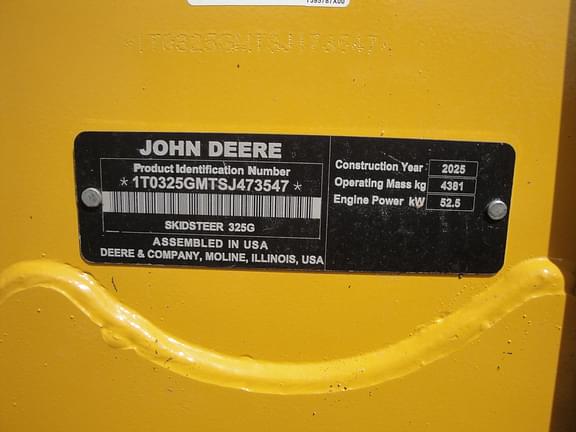 *1T0325GMTSJ473547*
JOHN DEERE
Product Identification Number
*1T0325GMTSJ473547*
SKIDSTEER 325G
ASSEMBLED IN USA
DEERE & COMPANY, MOLINE, ILLINOIS, USA
Construction Year 2025
Operating Mass kg 4381
Engine Power kW 52.5